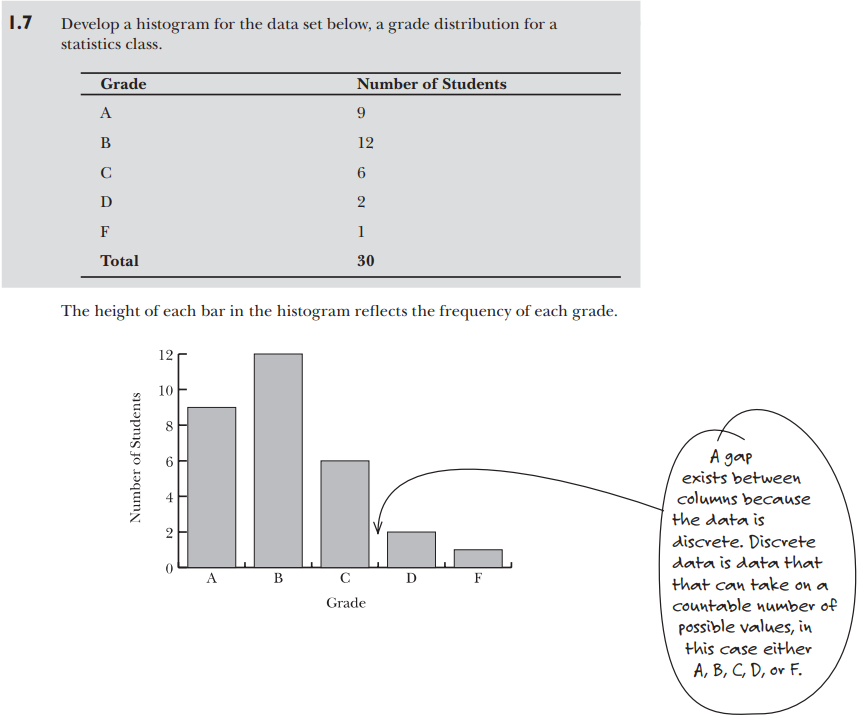 1.7 Develop a histogram for the data set below, a grade distribution for a
statistics class.
Grade Number of Students
A 9
B 12
C 6
D 2
F 1
Total 30
The height of each bar in the histogram reflects the frequency of each grade.
Number of Students
12
10
8
6
4
2
0
A B C D F
Grade
A gap
exists between
columns because
the data is
discrete. Discrete
data is data that
that can take on a
countable number of
possible values, in
this case either
A, B, C, D, or F.